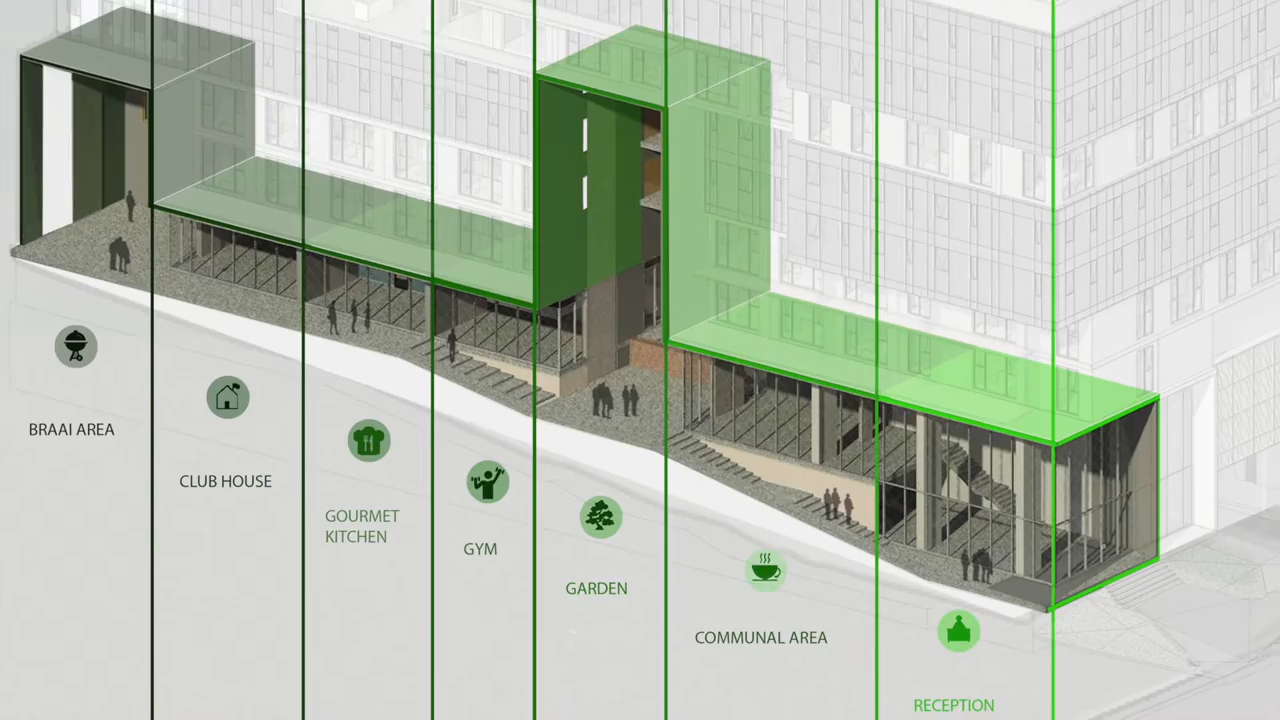 BRAAI AREA
CLUB HOUSE
GOURMET
KITCHEN
GYM
GARDEN
COMMUNAL AREA
RECEPTION